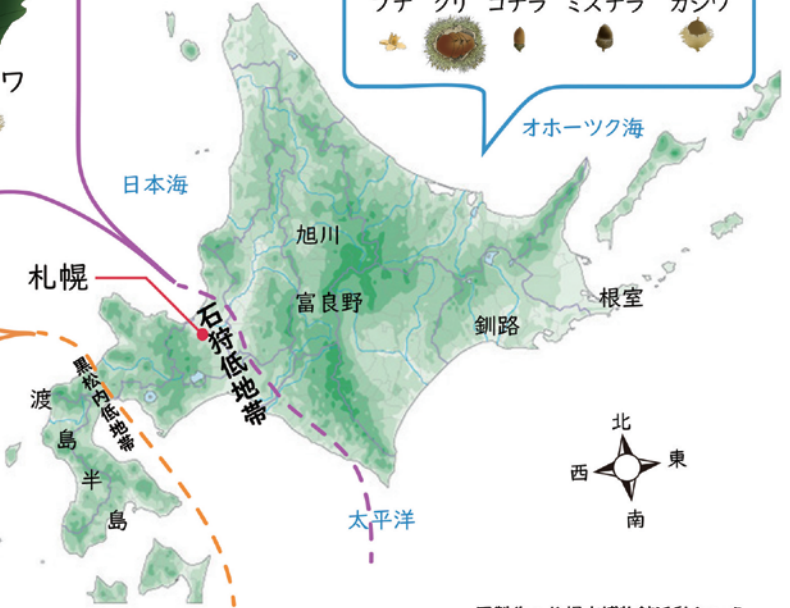 ブナ クリ コナラ ミズナラ カシワ
ワ
オホーツク海
日本海
旭川
札幌
富良野
根室
釧路
石狩低地帯
黒松内低地帯
渡島半島
北
西
東
南
太平洋